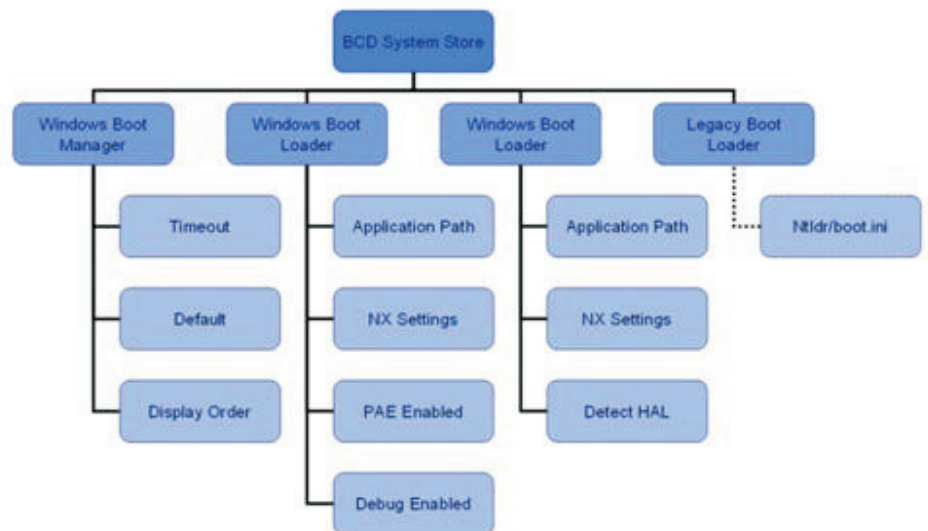 BCD System Store
Windows Boot
Manager
Windows Boot
Loader
Windows Boot
Loader
Legacy Boot
Loader
Timeout
Application Path
Application Path
Ntldr/boot.ini
Default
NX Settings
NX Settings
Display Order
PAE Enabled
Detect HAL
Debug Enabled